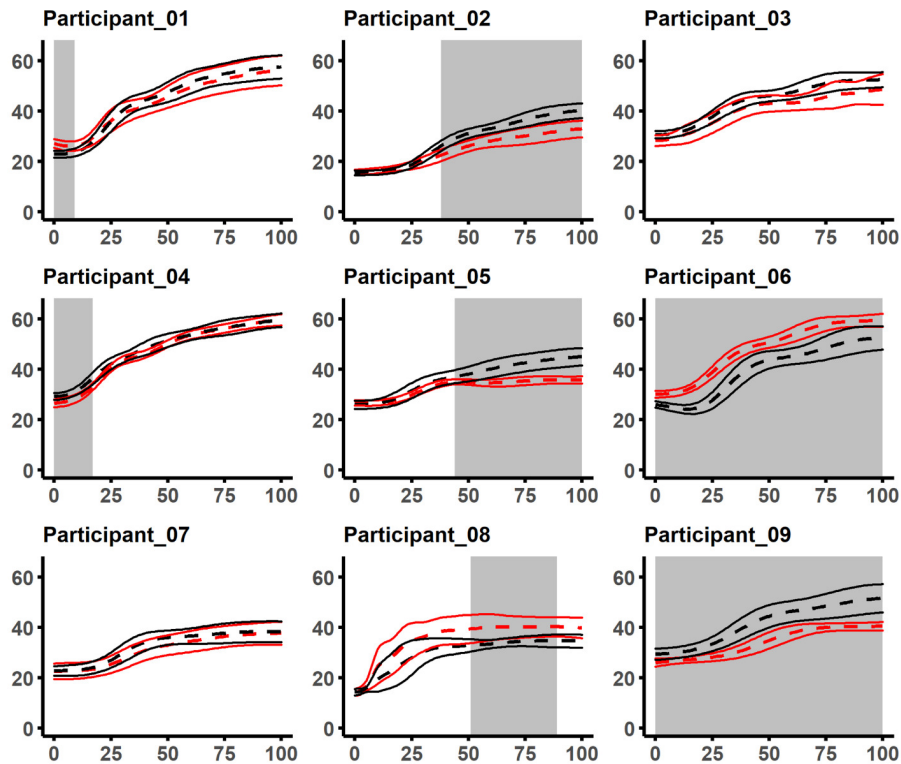 Participant_01 Participant_02 Participant_03
60 60 60
40 40 40
20 20 20
0 0 0
0 25 50 75 100 0 25 50 75 100 0 25 50 75 100
Participant_04 Participant_05 Participant_06
60 60 60
40 40 40
20 20 20
0 0 0
0 25 50 75 100 0 25 50 75 100 0 25 50 75 100
Participant_07 Participant_08 Participant_09
60 60 60
40 40 40
20 20 20
0 0 0
0 25 50 75 100 0 25 50 75 100 0 25 50 75 100